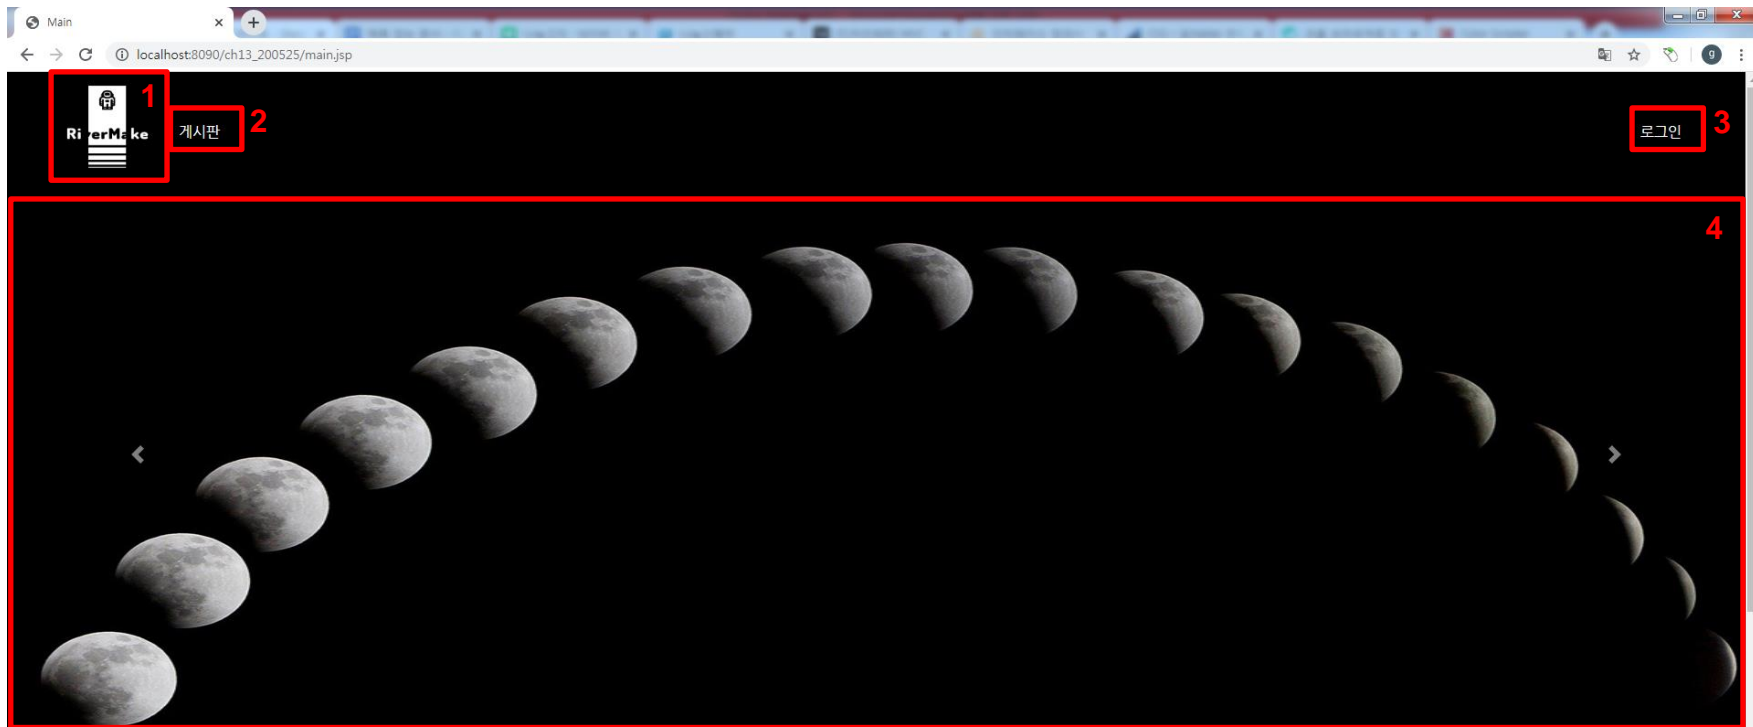 Main
localhost:8090/ch13_200525/main.jsp
g
1
RiverMake
게시판
2
로그인
3
4